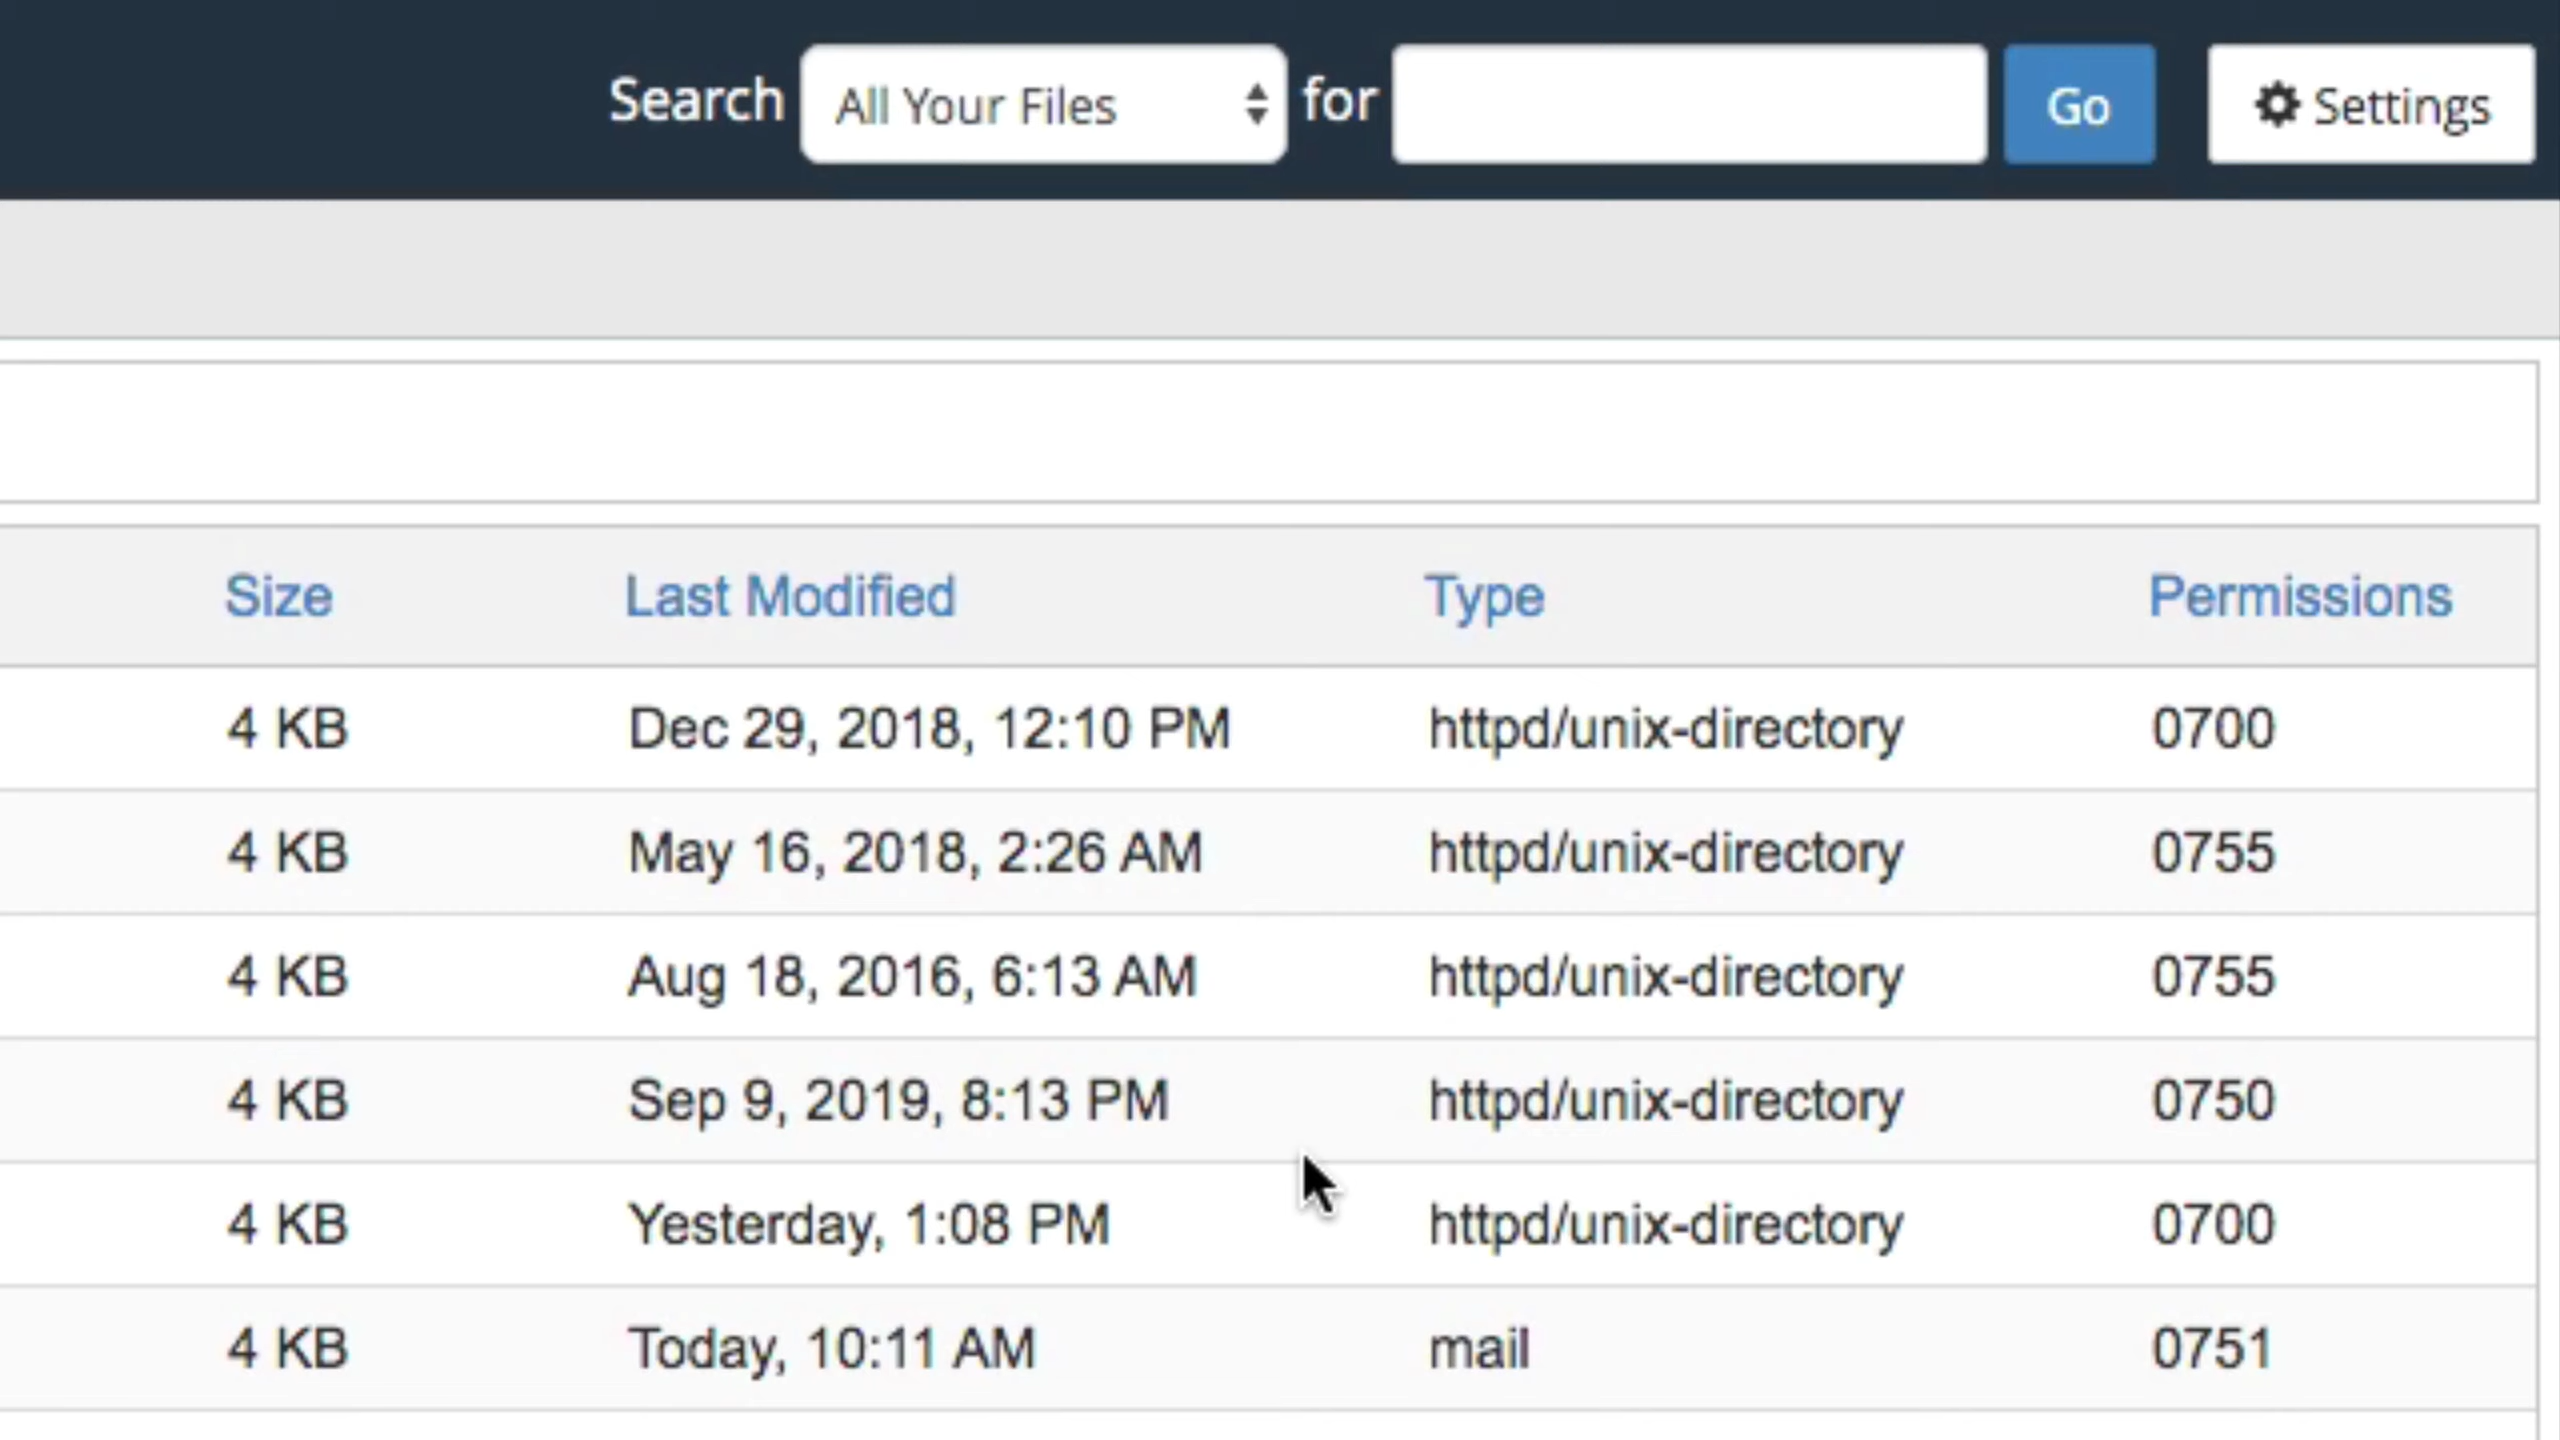 Search All Your Files for Go Settings
Size Last Modified Type Permissions
4 KB Dec 29, 2018, 12:10 PM httpd/unix-directory 0700
4 KB May 16, 2018, 2:26 AM httpd/unix-directory 0755
4 KB Aug 18, 2016, 6:13 AM httpd/unix-directory 0755
4 KB Sep 9, 2019, 8:13 PM httpd/unix-directory 0750
4 KB Yesterday, 1:08 PM httpd/unix-directory 0700
4 KB Today, 10:11 AM mail 0751